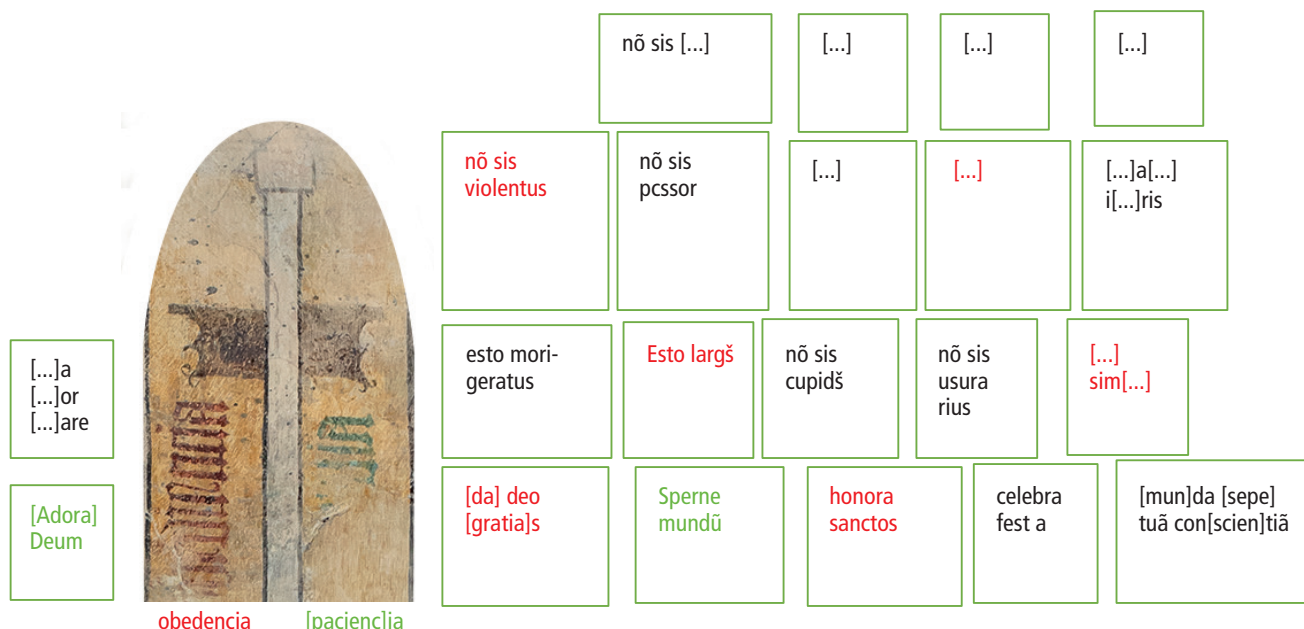 nõ sis [...]
[...]
[...]
[...]
nõ sis
violentus
nõ sis
pcssor
[...]
[...]
[...]a[...]
i[...]ris
[...]a
[...]or
[...]are
esto mori-
geratus
Esto largš
nõ sis
cupidš
nõ sis
usura
rius
[...]
sim[...]
[Adora]
Deum
[da] deo
[gratia]s
Sperne
mundũ
honora
sanctos
celebra
fest a
[mun]da [sepe]
tuã con[scien]tiã
obedencia
[pacienc]ia